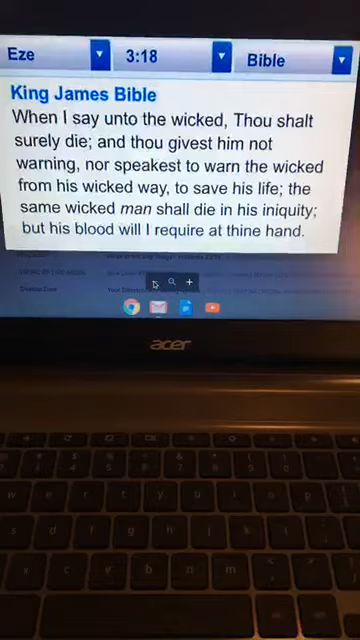 Eze 3:18 Bible
King James Bible
When I say unto the wicked, Thou shalt
surely die; and thou givest him not
warning, nor speakest to warn the wicked
from his wicked way, to save his life; the
same wicked man shall die in his iniquity;
but his blood will I require at thine hand.
acer